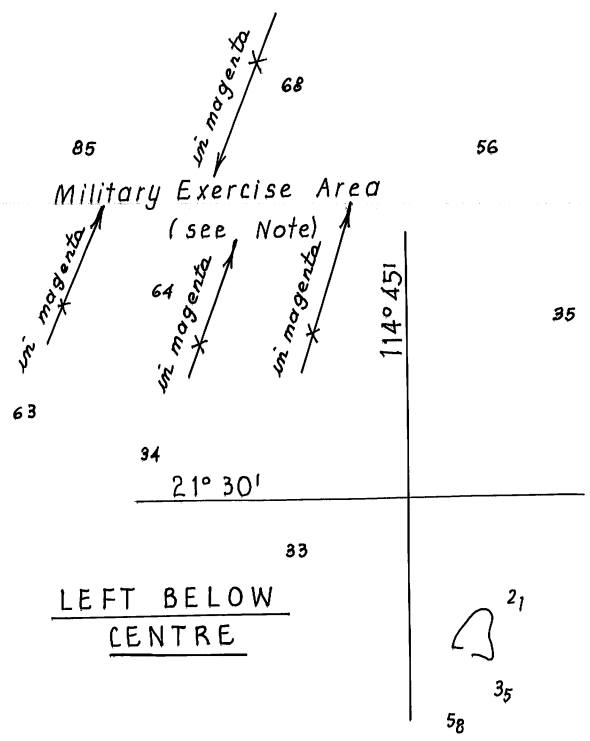 in magenta
68
85
56
Military Exercise Area
(see Note)
in magenta
64
in magenta
in magenta
114° 45'
35
63
34
21° 30'
33
LEFT BELOW
CENTRE
2₁
3₅
5₈